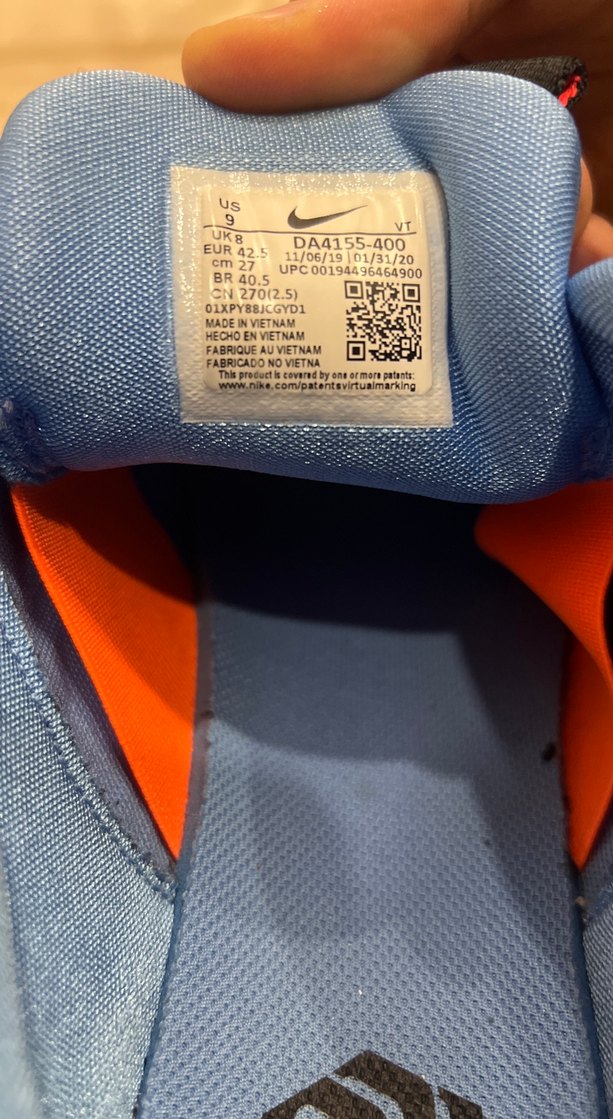 US
9
VT
UK 8
DA4155-400
EUR 42.5
11/06/19 | 01/31/20
cm 27
UPC 00194496464900
BR 40.5
CN 270(2.5)
01XPY88JCGYD1
MADE IN VIETNAM
HECHO EN VIETNAM
FABRIQUE AU VIETNAM
FABRICADO NO VIETNA
This product is covered by one or more patents:
www.nike.com/patentsvirtualmarking